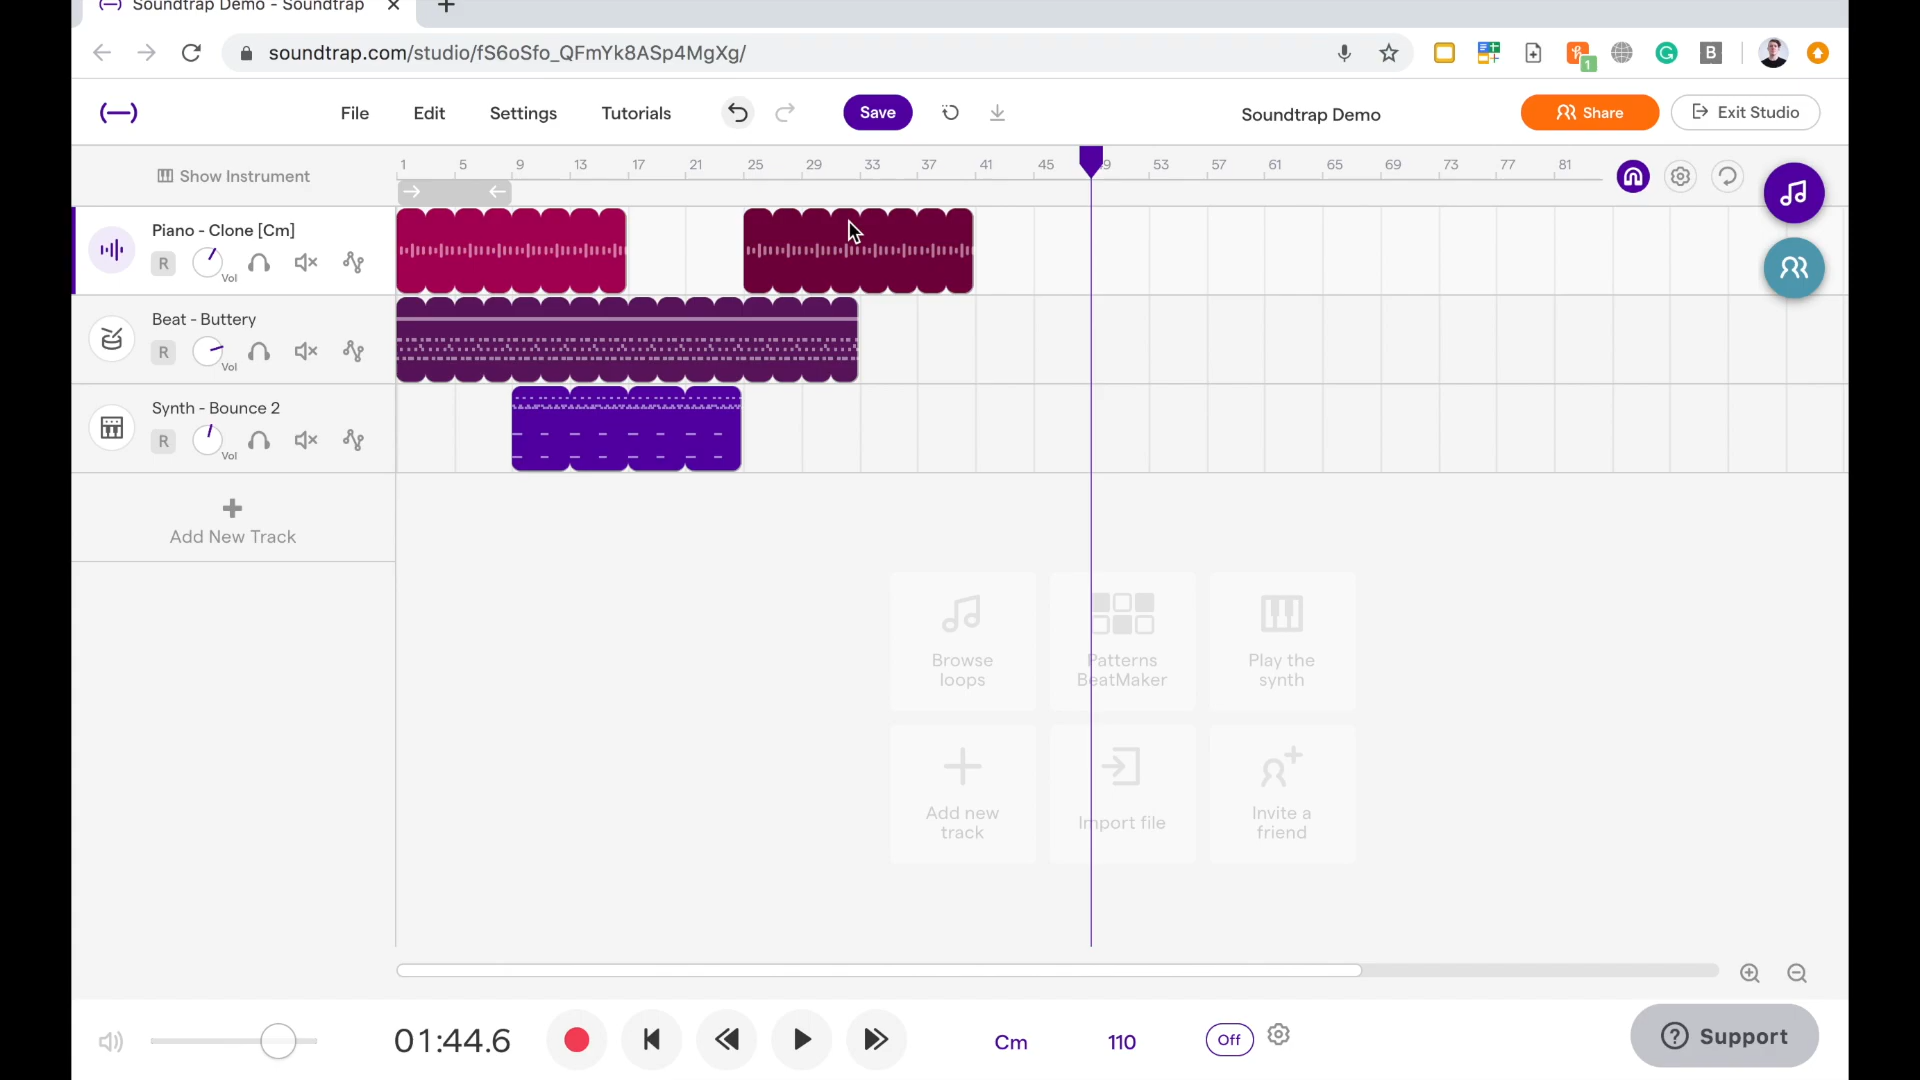 Soundtrap Demo - Soundtrap
soundtrap.com/studio/fS6oSfo_QFmYk8ASp4MgXg/
1
B
File
Edit
Settings
Tutorials
Save
Soundtrap Demo
Share
Exit Studio
Show Instrument
1 5 9 13 17 21 25 29 33 37 41 45 9 53 57 61 65 69 73 77 81
Piano - Clone [Cm]
R
Vol
Beat - Buttery
R
Vol
Synth - Bounce 2
R
Vol
Add New Track
Browse
loops
Patterns
BeatMaker
Play the
synth
Add new
track
Import file
Invite a
friend
01:44.6
Cm
110
Off
Support